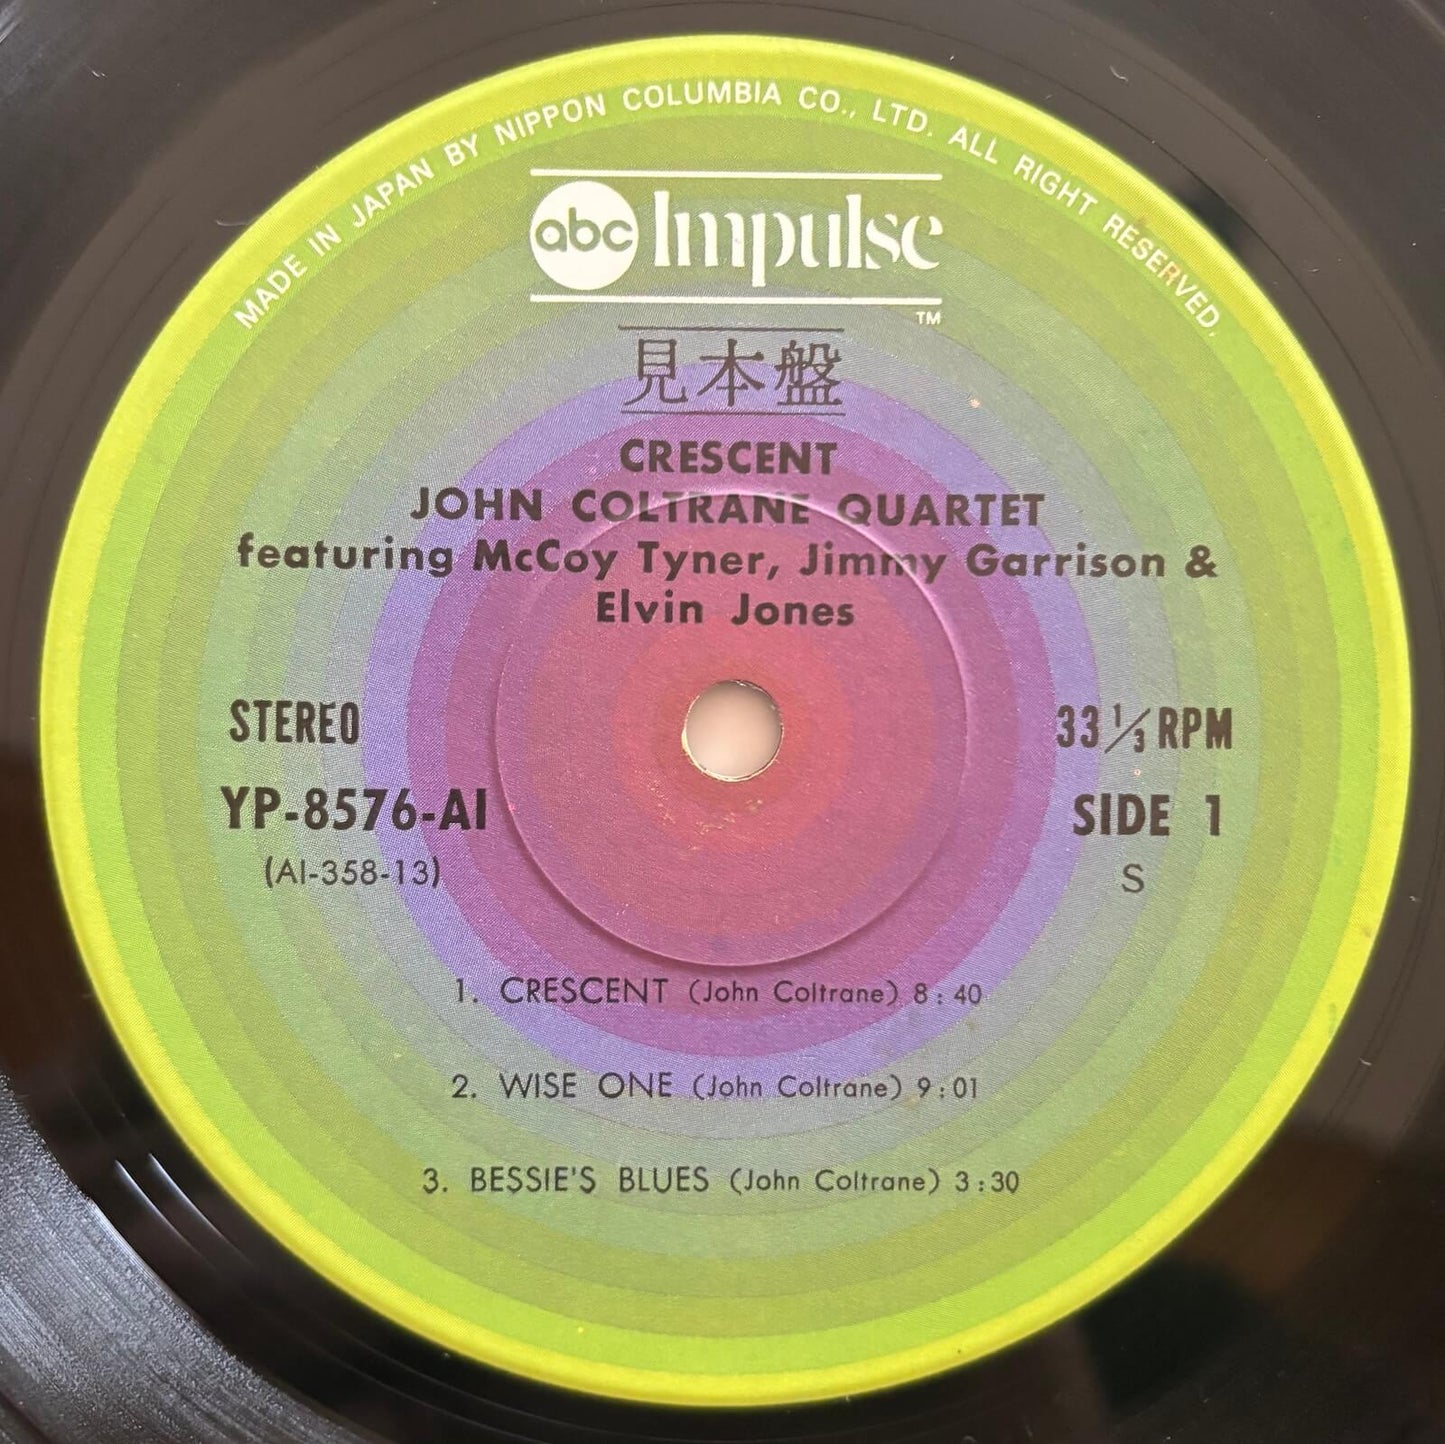 MADE IN JAPAN BY NIPPON COLUMBIA CO., LTD. ALL RIGHT RESERVED.
abc Impulse
TM
見本盤
CRESCENT
JOHN COLTRANE QUARTET
featuring McCoy Tyner, Jimmy Garrison &
Elvin Jones
STEREO
33 1/3 RPM
YP-8576-AI
SIDE 1
(AI-358-13)
S
1. CRESCENT (John Coltrane) 8:40
2. WISE ONE (John Coltrane) 9:01
3. BESSIE'S BLUES (John Coltrane) 3:30